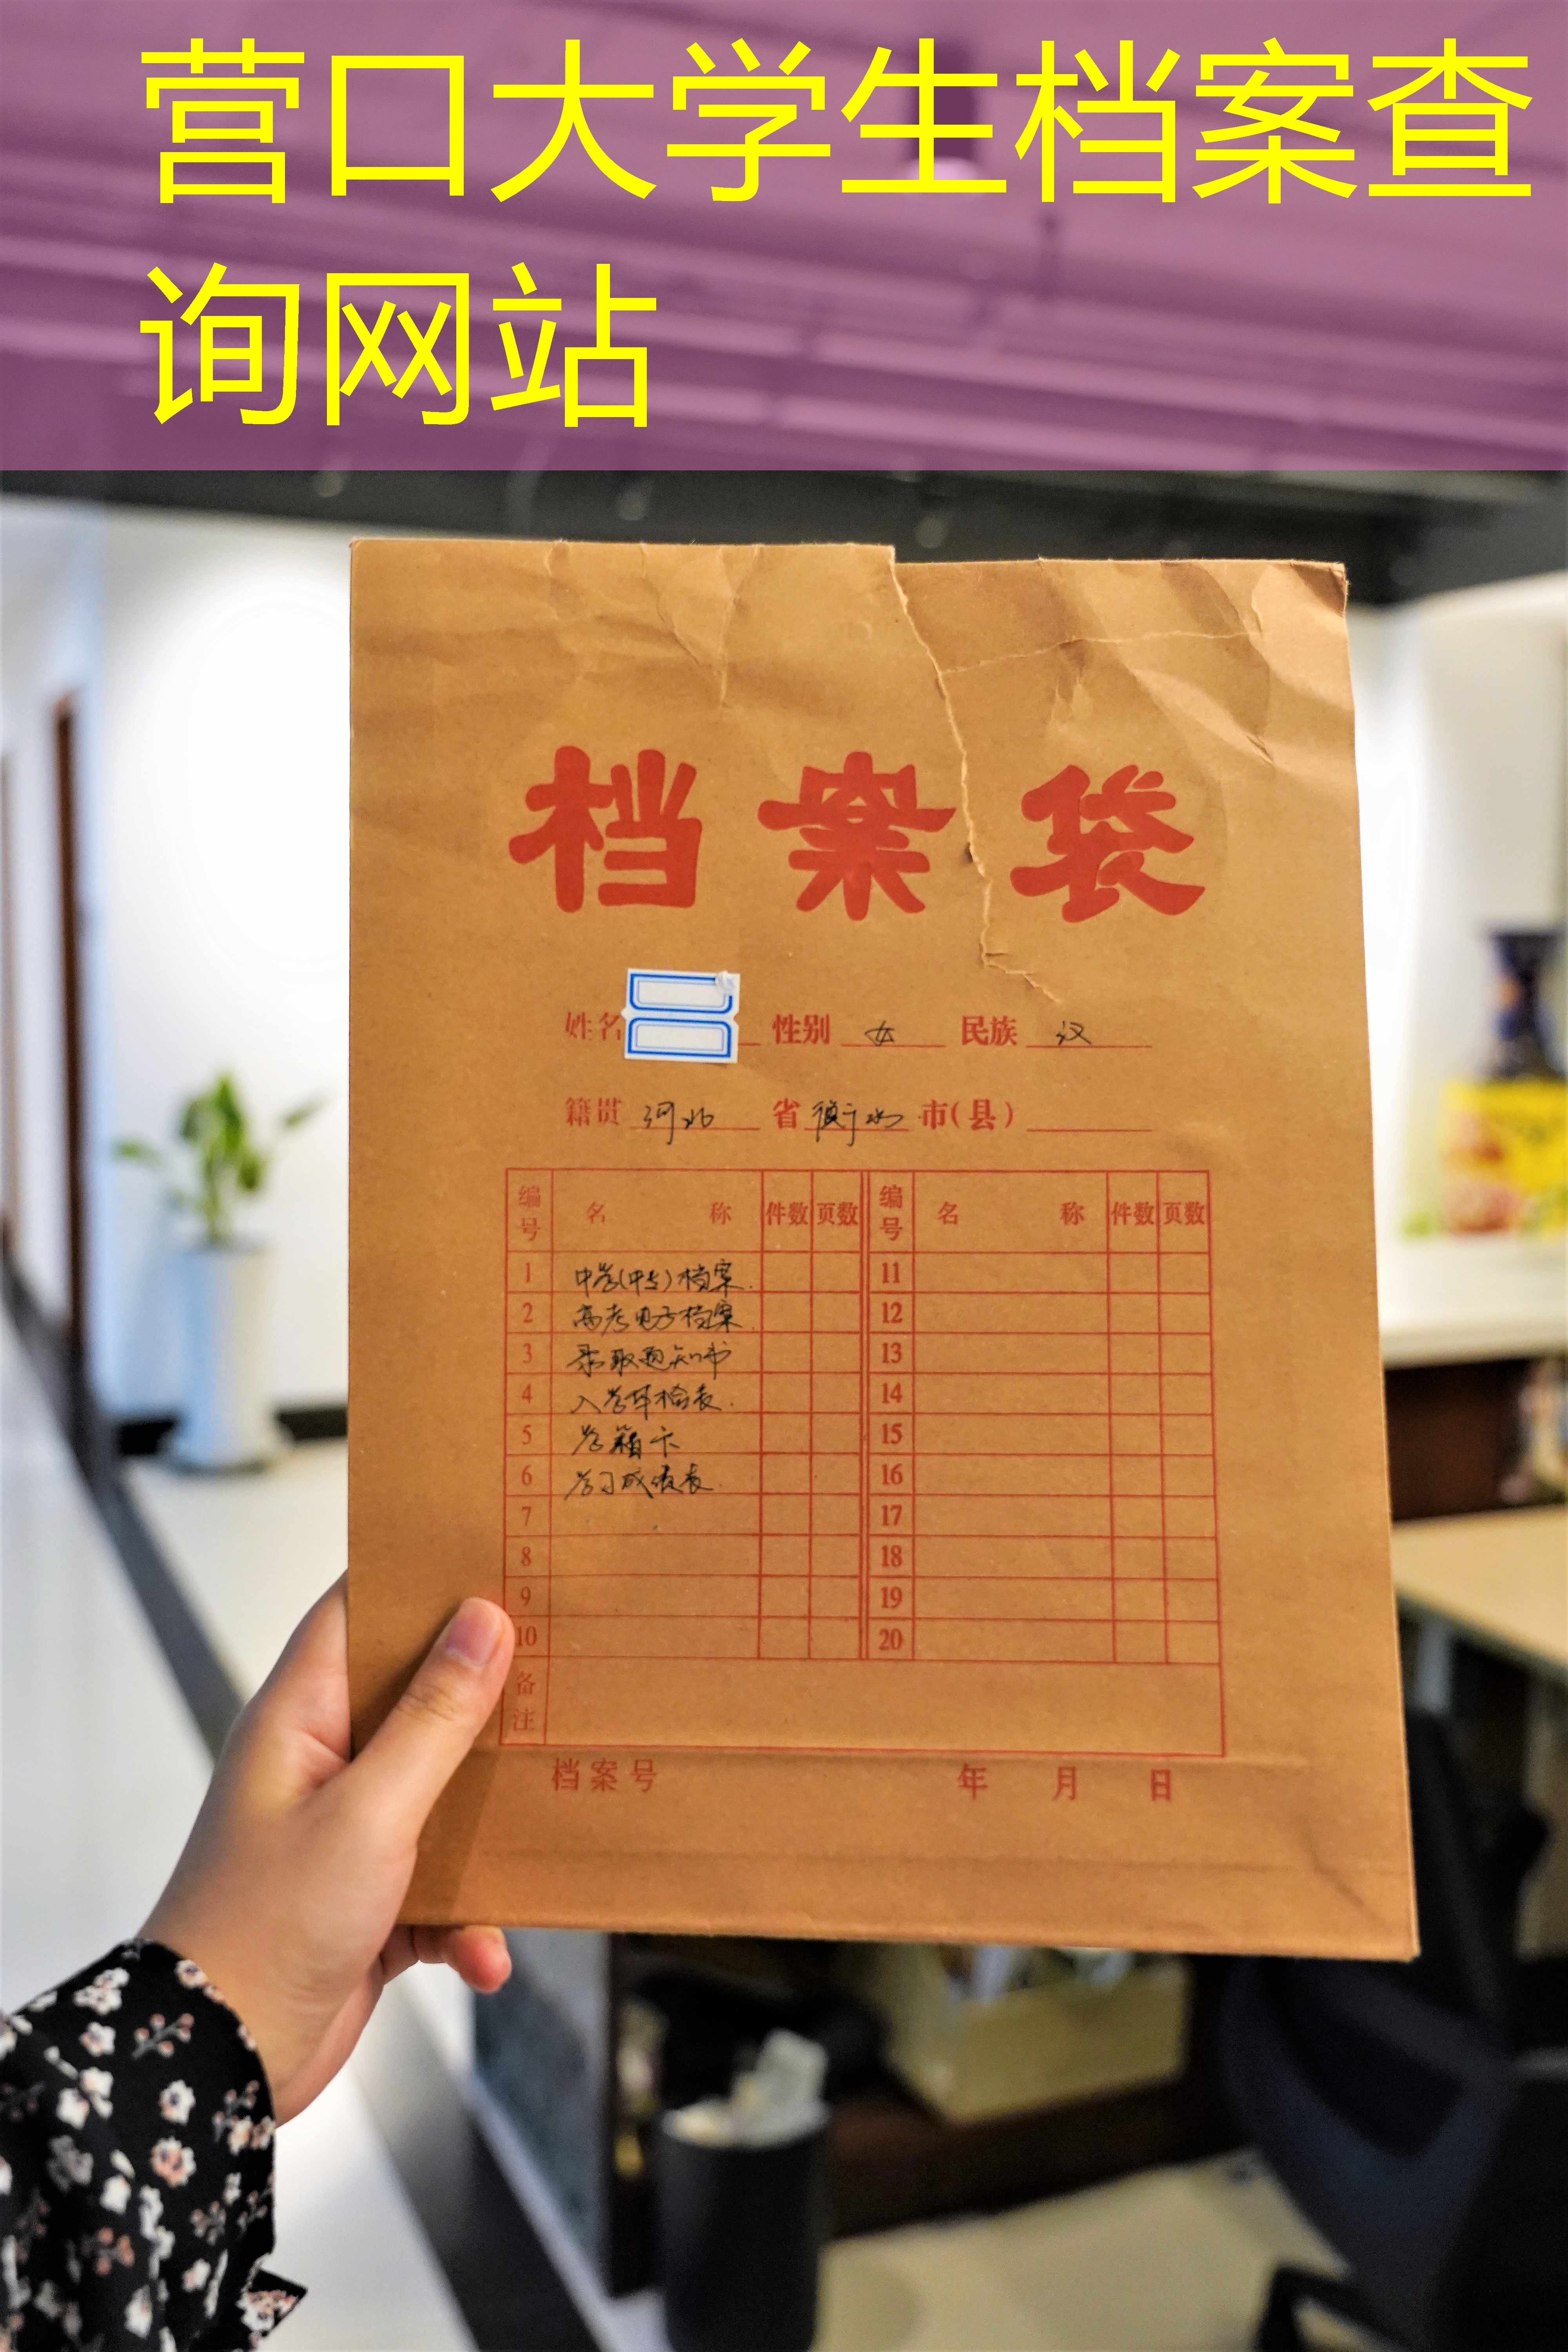 营口大学生档案查
询网站
档案袋
姓名 性别 女 民族 汉
籍贯 河北 省 衡水 市(县)
编号 名称 件数 页数 编号 名称 件数 页数
1 中学(中专)档案. 11
2 高考电子档案. 12
3 录取通知书 13
4 入学体检表. 14
5 学籍卡 15
6 学习成绩表. 16
7 17
8 18
9 19
10 20
备注
档案号 年 月 日